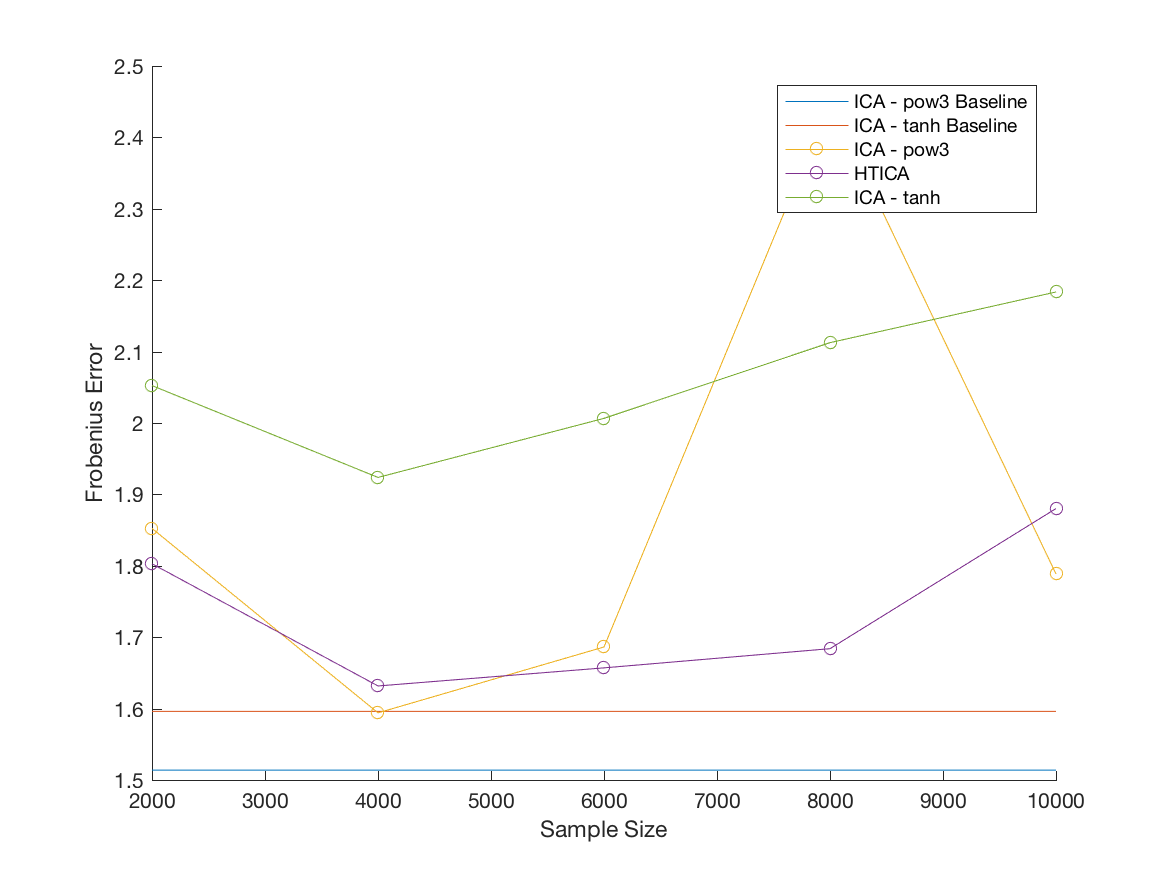 2.5
2.4
2.3
2.2
2.1
2
1.9
1.8
1.7
1.6
1.5
Frobenius Error
ICA - pow3 Baseline
ICA - tanh Baseline
ICA - pow3
HTICA
ICA - tanh
2000 3000 4000 5000 6000 7000 8000 9000 10000
Sample Size